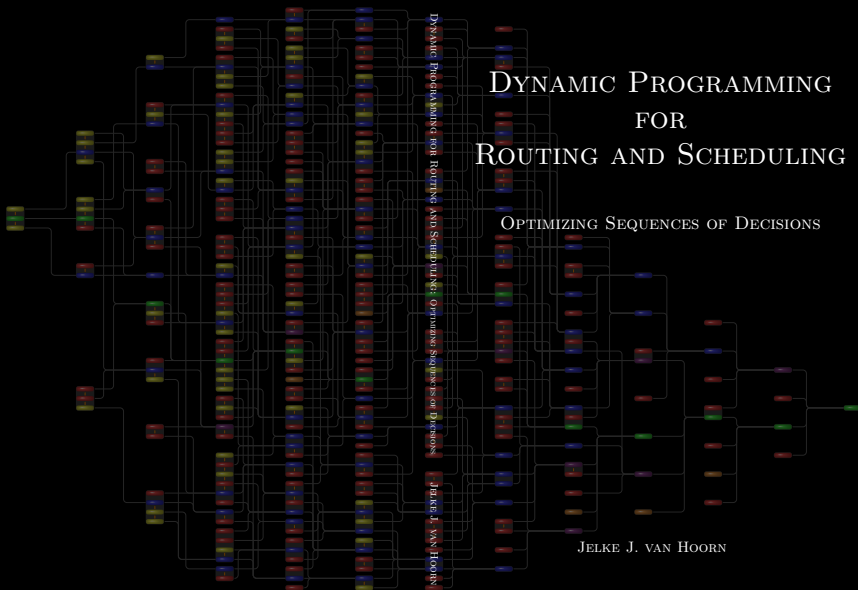 Dynamic Programming for Routing and Scheduling: Optimizing Sequences of Decisions Jelke J. van Hoorn
Dynamic Programming
for
Routing and Scheduling
Optimizing Sequences of Decisions
Jelke J. van Hoorn